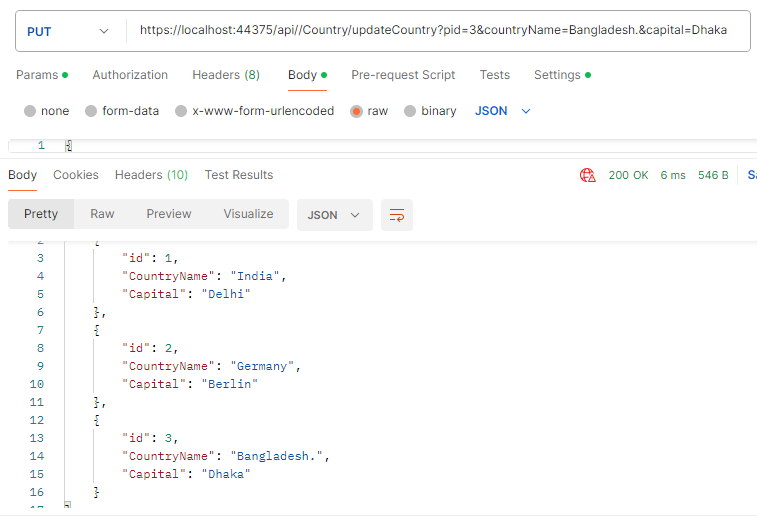 PUT https://localhost:44375/api//Country/updateCountry?pid=3&countryName=Bangladesh.&capital=Dhaka
Params Authorization Headers (8) Body Pre-request Script Tests Settings
none form-data x-www-form-urlencoded raw binary JSON
1 {
Body Cookies Headers (10) Test Results 200 OK 6 ms 546 B
Pretty Raw Preview Visualize JSON
2 {
3 "id": 1,
4 "CountryName": "India",
5 "Capital": "Delhi"
6 },
7 {
8 "id": 2,
9 "CountryName": "Germany",
10 "Capital": "Berlin"
11 },
12 {
13 "id": 3,
14 "CountryName": "Bangladesh.",
15 "Capital": "Dhaka"
16 }
17 ]